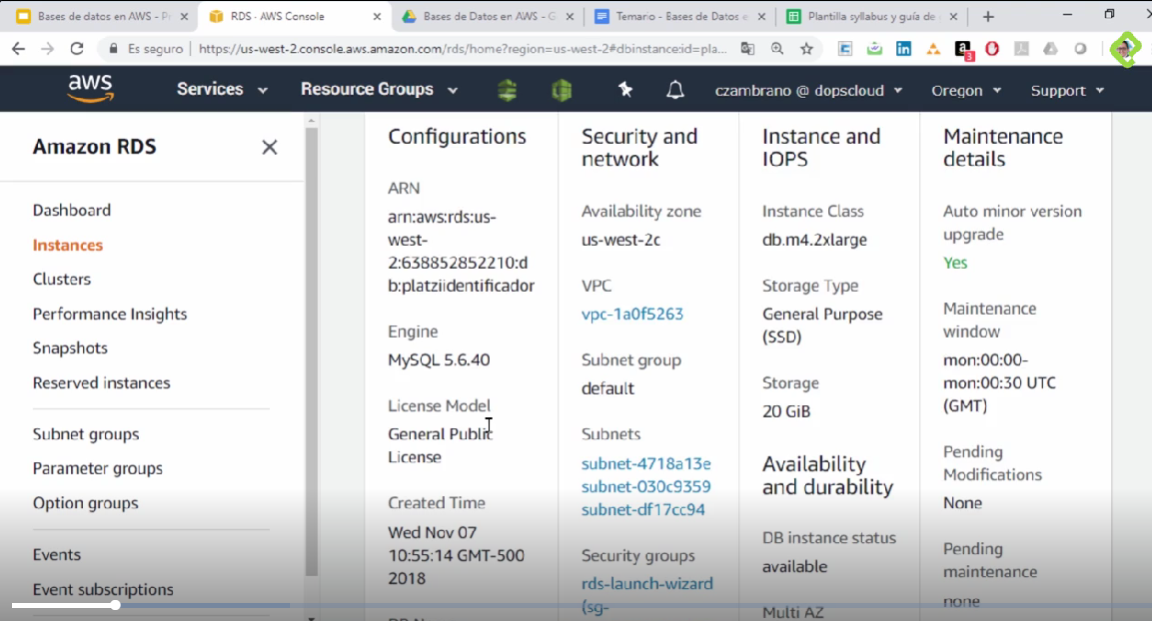 Bases de datos en AWS - Pr
RDS · AWS Console
Bases de Datos en AWS - G
Temario - Bases de Datos e
Plantilla syllabus y guía de
Es seguro
https://us-west-2.console.aws.amazon.com/rds/home?region=us-west-2#dbinstance:id=pla...
3
aws
Services
Resource Groups
czambrano @ dopscloud
Oregon
Support
Amazon RDS
Dashboard
Instances
Clusters
Performance Insights
Snapshots
Reserved instances
Subnet groups
Parameter groups
Option groups
Events
Event subscriptions
Configurations
ARN
arn:aws:rds:us-
west-
2:638852852210:d
b:platziidentificador
Engine
MySQL 5.6.40
License Model
General Public
License
Created Time
Wed Nov 07
10:55:14 GMT-500
2018
Security and
network
Availability zone
us-west-2c
VPC
vpc-1a0f5263
Subnet group
default
Subnets
subnet-4718a13e
subnet-030c9359
subnet-df17cc94
Security groups
rds-launch-wizard
(sg-
Instance and
IOPS
Instance Class
db.m4.2xlarge
Storage Type
General Purpose
(SSD)
Storage
20 GiB
Availability
and durability
DB instance status
available
Multi AZ
Maintenance
details
Auto minor version
upgrade
Yes
Maintenance
window
mon:00:00-
mon:00:30 UTC
(GMT)
Pending
Modifications
None
Pending
maintenance
none